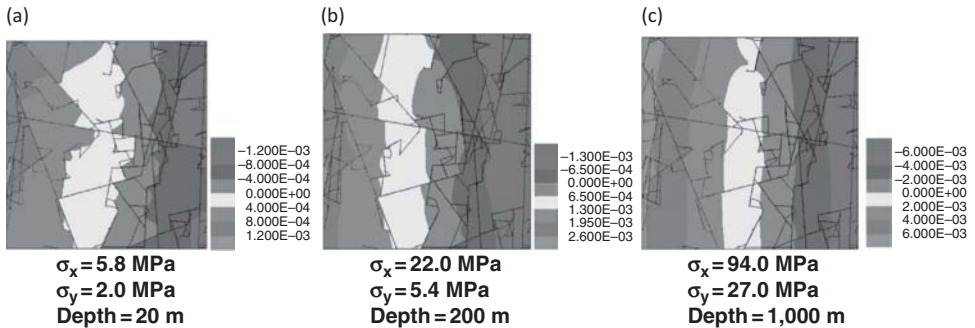 (a)
(b)
(c)
–1.200E–03
–8.000E–04
–4.000E–04
0.000E+00
4.000E–04
8.000E–04
1.200E–03
–1.300E–03
–6.500E–04
0.000E+00
6.500E–04
1.300E–03
1.950E–03
2.600E–03
–6.000E–03
–4.000E–03
–2.000E–03
0.000E+00
2.000E–03
4.000E–03
6.000E–03
σx = 5.8 MPa
σy = 2.0 MPa
Depth = 20 m
σx = 22.0 MPa
σy = 5.4 MPa
Depth = 200 m
σx = 94.0 MPa
σy = 27.0 MPa
Depth = 1,000 m